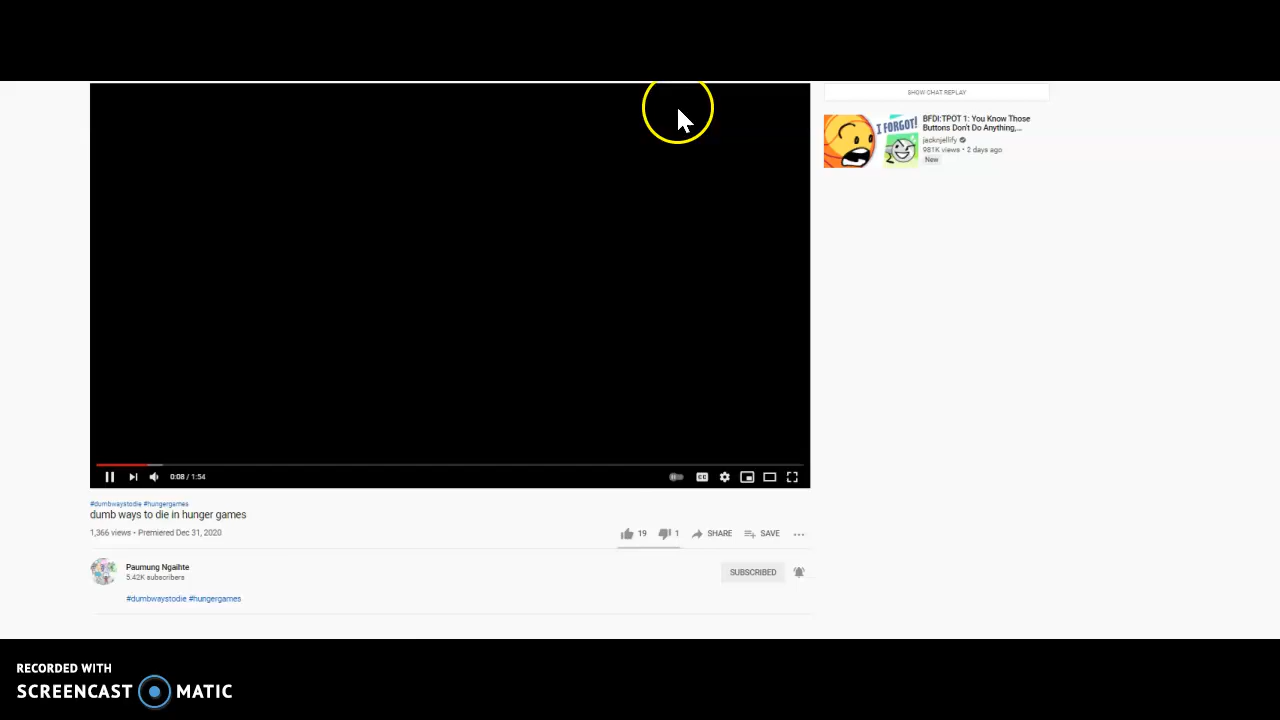 SHOW CHAT REPLAY
I FORGOT!
BFDI:TPOT 1: You Know Those
Buttons Don't Do Anything,...
jacknjellify
981K views • 2 days ago
New
0:08 / 1:54
CC
#dumbwaystodie #hungergames
dumb ways to die in hunger games
1,366 views • Premiered Dec 31, 2020
19
1
SHARE
SAVE
Paumung Ngaihte
5.42K subscribers
SUBSCRIBED
#dumbwaystodie #hungergames
RECORDED WITH
SCREENCAST MATIC